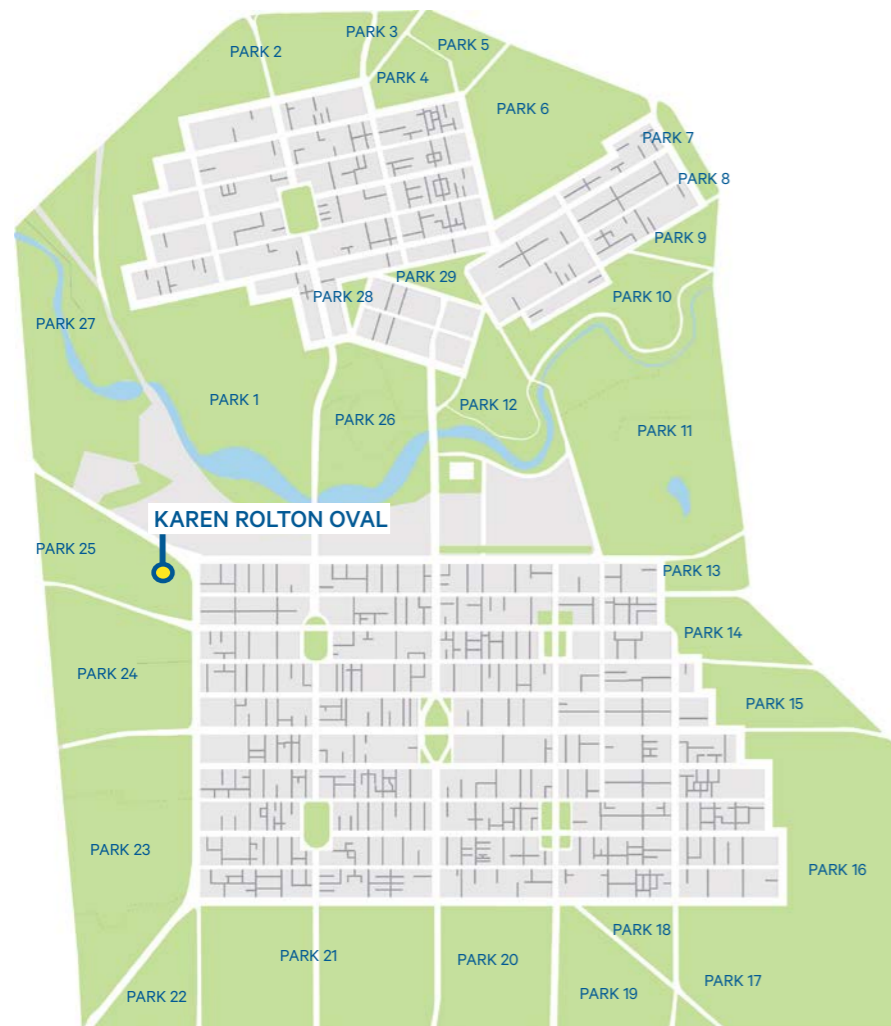 PARK 3
PARK 2
PARK 5
PARK 4
PARK 6
PARK 7
PARK 8
PARK 9
PARK 29
PARK 28
PARK 10
PARK 27
PARK 1
PARK 12
PARK 26
PARK 11
KAREN ROLTON OVAL
PARK 25
PARK 13
PARK 14
PARK 24
PARK 15
PARK 23
PARK 16
PARK 18
PARK 21
PARK 20
PARK 17
PARK 19
PARK 22